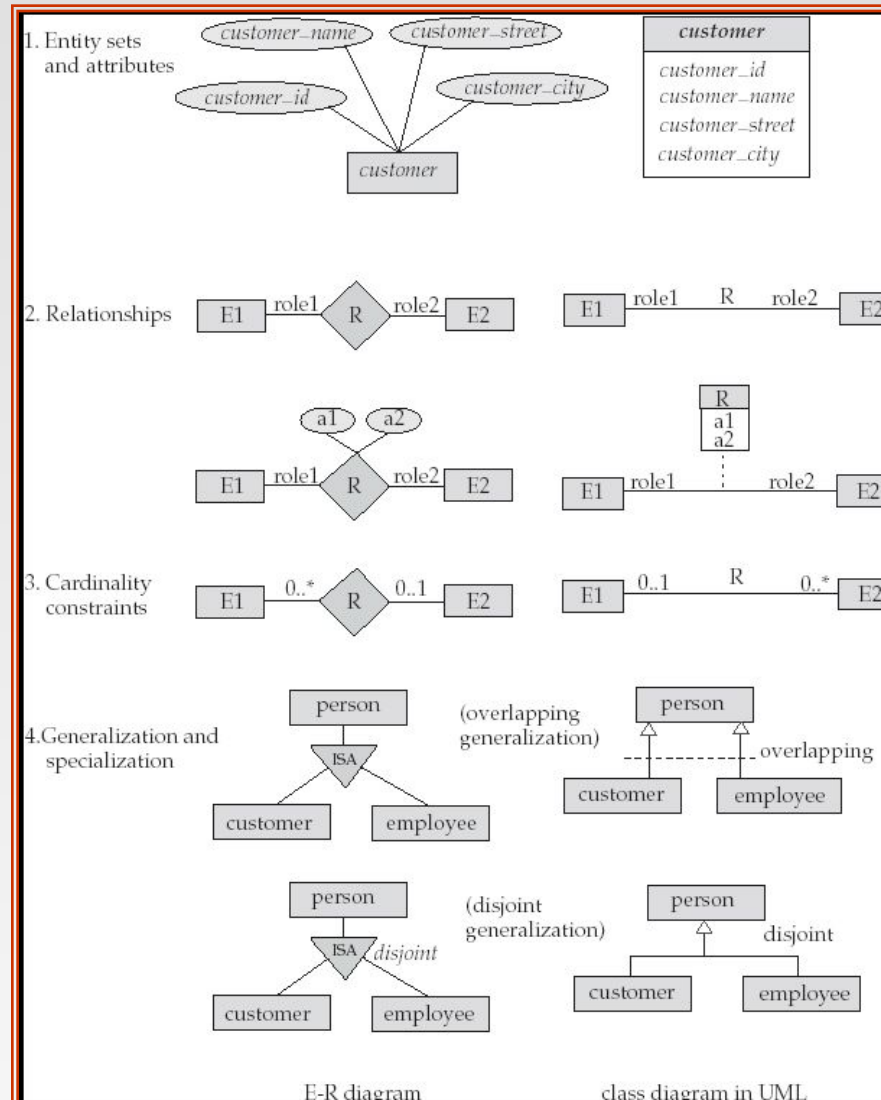 1. Entity sets
and attributes
customer_name
customer_street
customer_id
customer_city
customer
customer
customer_id
customer_name
customer_street
customer_city
2. Relationships
E1 role1 R role2 E2
E1 role1 R role2 E2
a1 a2
E1 role1 R role2 E2
R
a1
a2
E1 role1 role2 E2
3. Cardinality
constraints
E1 0..* R 0..1 E2
E1 0..1 R 0..* E2
4.Generalization and
specialization
person
ISA
customer employee
(overlapping
generalization)
person
overlapping
customer employee
person
ISA disjoint
customer employee
(disjoint
generalization)
person
disjoint
customer employee
E-R diagram class diagram in UML